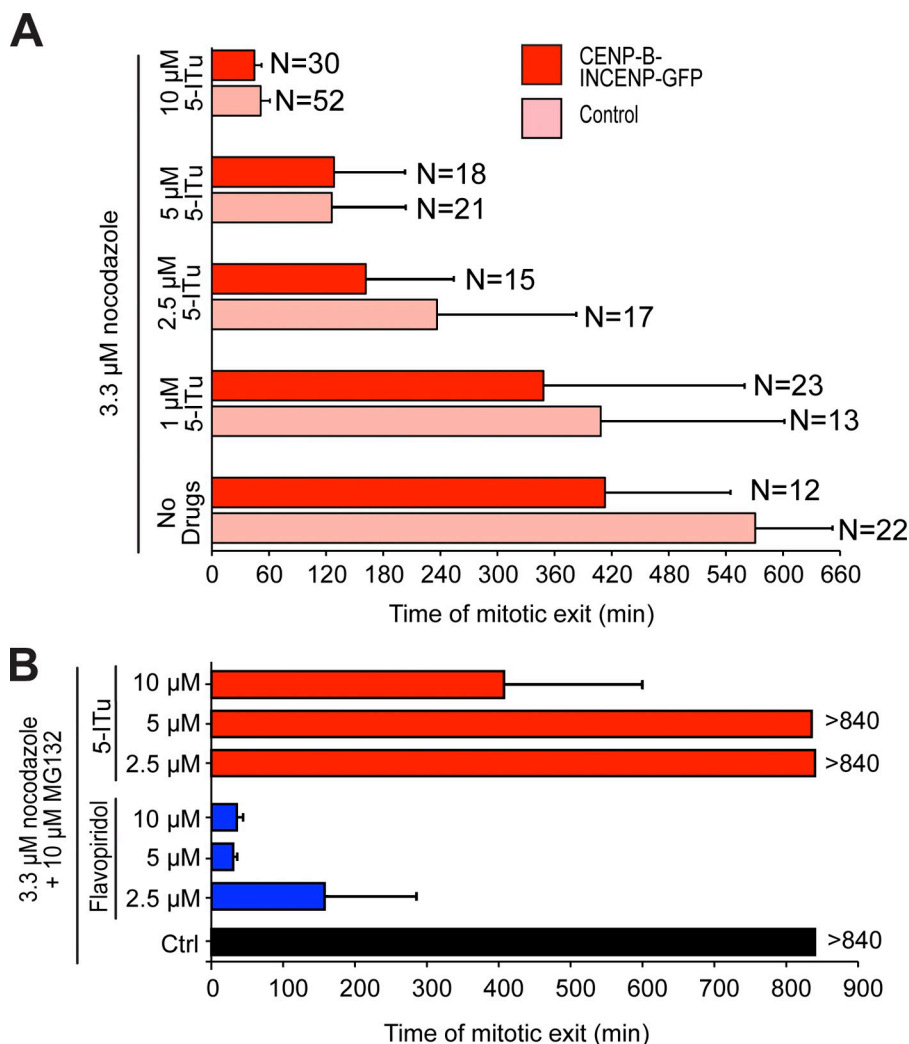 A
CENP-B-
INCENP-GFP
Control
3.3 µM nocodazole
10 µM
5-ITu
N=30
N=52
5 µM
5-ITu
N=18
N=21
2.5 µM
5-ITu
N=15
N=17
1 µM
5-ITu
N=23
N=13
No
Drugs
N=12
N=22
0 60 120 180 240 300 360 420 480 540 600 660
Time of mitotic exit (min)
B
3.3 µM nocodazole
+ 10 µM MG132
5-ITu
10 µM
5 µM >840
2.5 µM >840
Flavopiridol
10 µM
5 µM
2.5 µM
Ctrl >840
0 100 200 300 400 500 600 700 800 900
Time of mitotic exit (min)